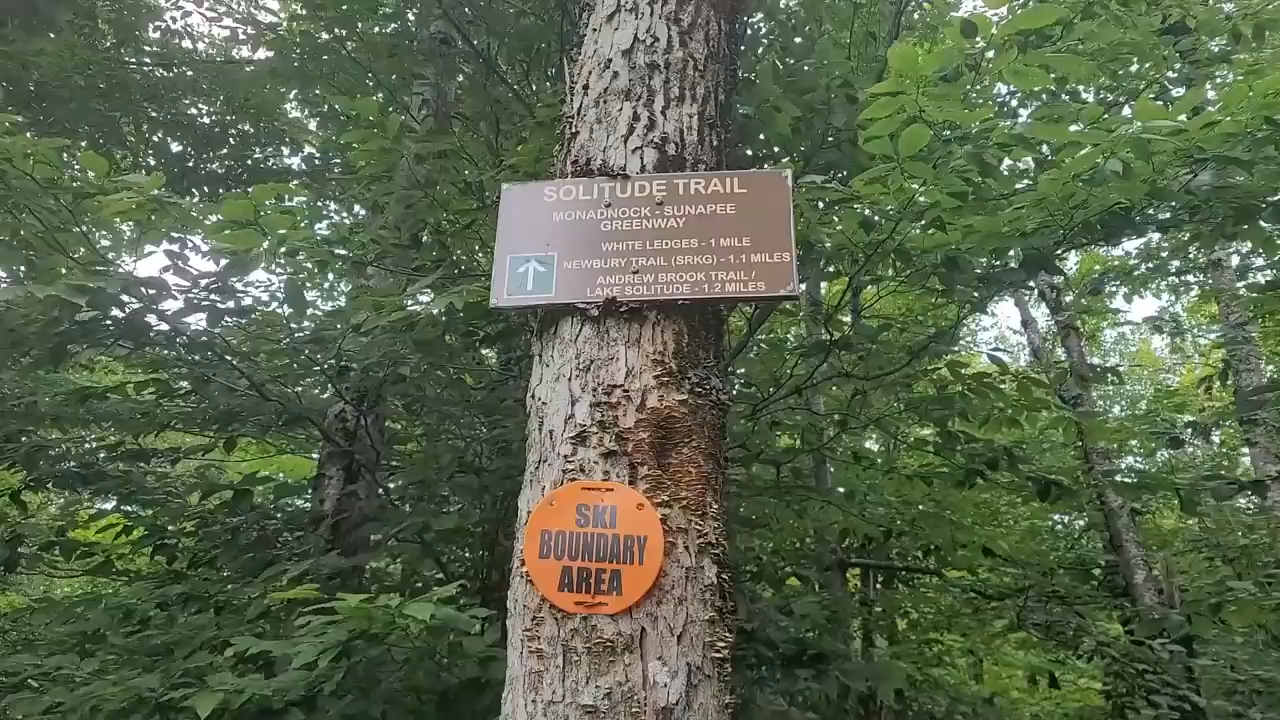 SOLITUDE TRAIL
MONADNOCK - SUNAPEE
GREENWAY
WHITE LEDGES - 1 MILE
NEWBURY TRAIL (SRKG) - 1.1 MILES
ANDREW BROOK TRAIL /
LAKE SOLITUDE - 1.2 MILES
SKI
BOUNDARY
AREA